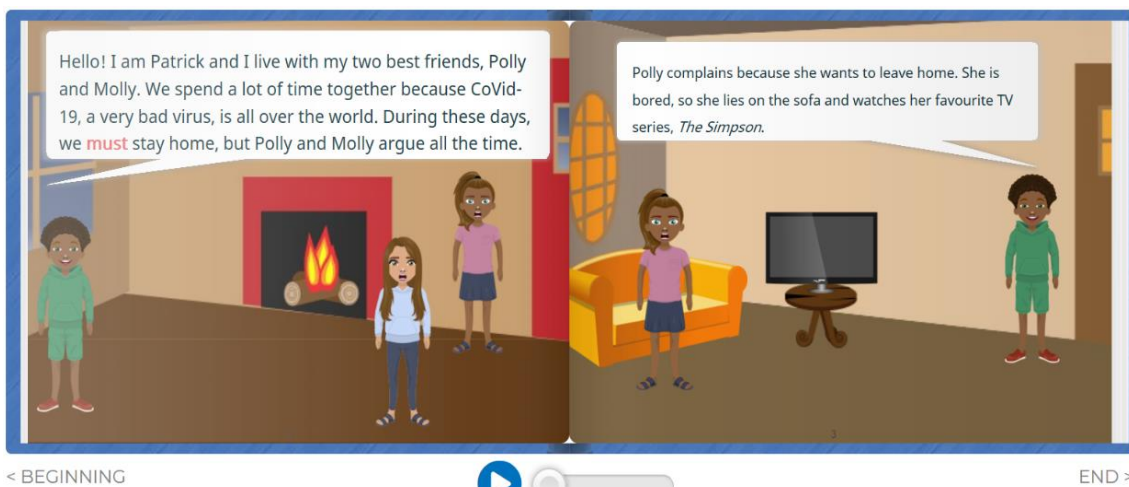 Hello! I am Patrick and I live with my two best friends, Polly
and Molly. We spend a lot of time together because CoVid-
19, a very bad virus, is all over the world. During these days,
we must stay home, but Polly and Molly argue all the time.
Polly complains because she wants to leave home. She is
bored, so she lies on the sofa and watches her favourite TV
series, The Simpson.
3
< BEGINNING
END >